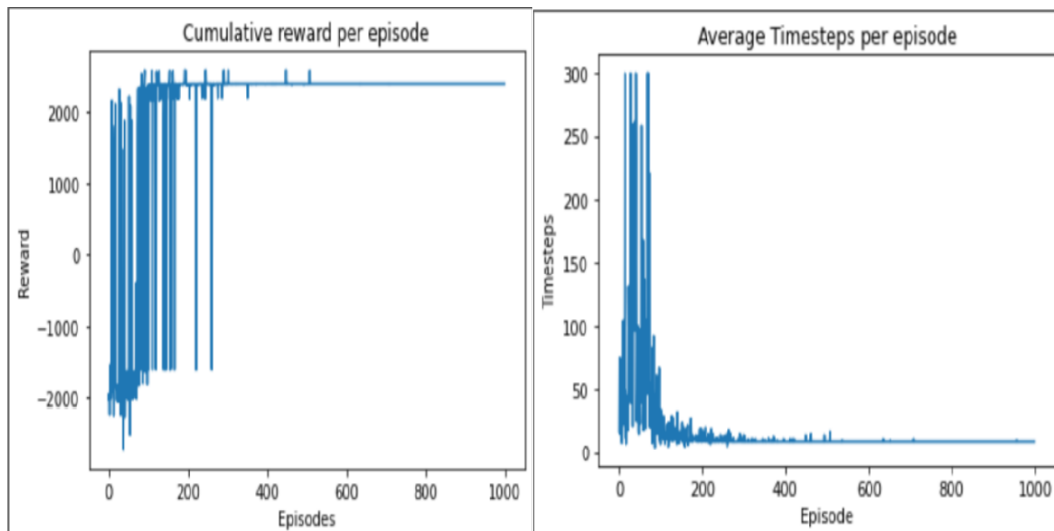 Cumulative reward per episode
2000
1000
0
−1000
−2000
Reward
0 200 400 600 800 1000
Episodes
Average Timesteps per episode
300
250
200
150
100
50
0
Timesteps
0 200 400 600 800 1000
Episode